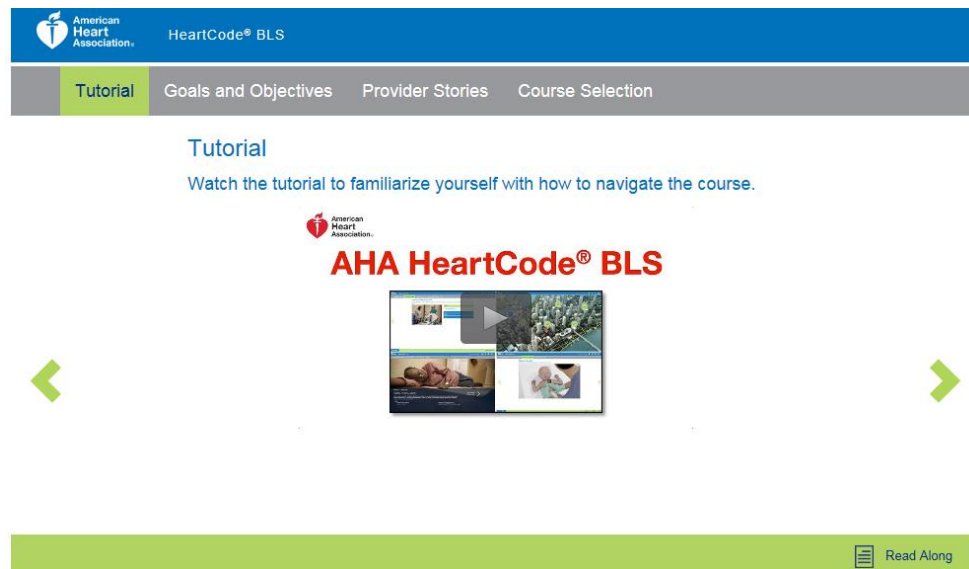 American
Heart
Association®
HeartCode® BLS
Tutorial
Goals and Objectives
Provider Stories
Course Selection
Tutorial
Watch the tutorial to familiarize yourself with how to navigate the course.
American
Heart
Association®
AHA HeartCode® BLS
Read Along